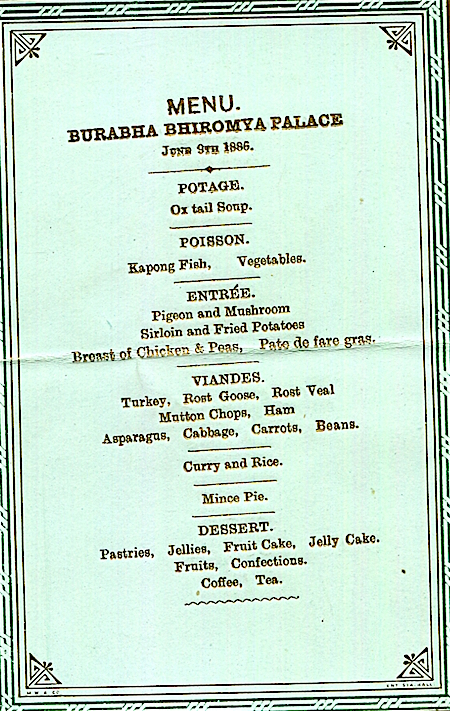 MENU.
BURABHA BHIROMYA PALACE
JUNE 9TH 1886.
POTAGE.
Ox tail Soup.
POISSON.
Kapong Fish, Vegetables.
ENTRÉE.
Pigeon and Mushroom
Sirloin and Fried Potatoes
Breast of Chicken & Peas, Pate de fare gras.
VIANDES.
Turkey, Rost Goose, Rost Veal
Mutton Chops, Ham
Asparagus, Cabbage, Carrots, Beans.
Curry and Rice.
Mince Pie.
DESSERT.
Pastries, Jellies, Fruit Cake, Jelly Cake.
Fruits, Confections.
Coffee, Tea.